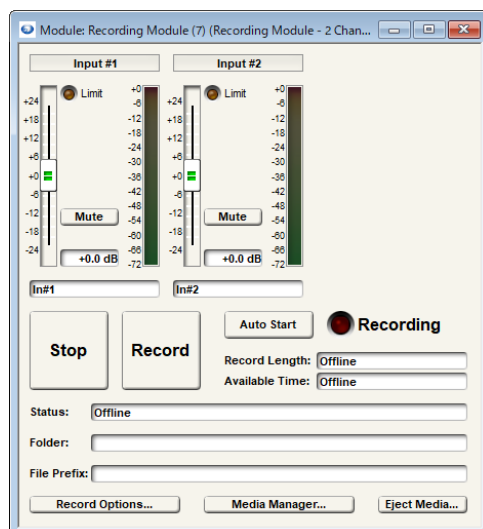 Module: Recording Module (7) (Recording Module - 2 Chan...
Input #1 Input #2
Limit Limit
+24 +18 +12 +6 +0 -6 -12 -18 -24
+0 -6 -12 -18 -24 -30 -36 -42 -48 -54 -60 -66 -72
+24 +18 +12 +6 +0 -6 -12 -18 -24
+0 -6 -12 -18 -24 -30 -36 -42 -48 -54 -60 -66 -72
Mute Mute
+0.0 dB +0.0 dB
In#1 In#2
Stop Record Auto Start Recording
Record Length: Offline
Available Time: Offline
Status: Offline
Folder:
File Prefix:
Record Options... Media Manager... Eject Media...